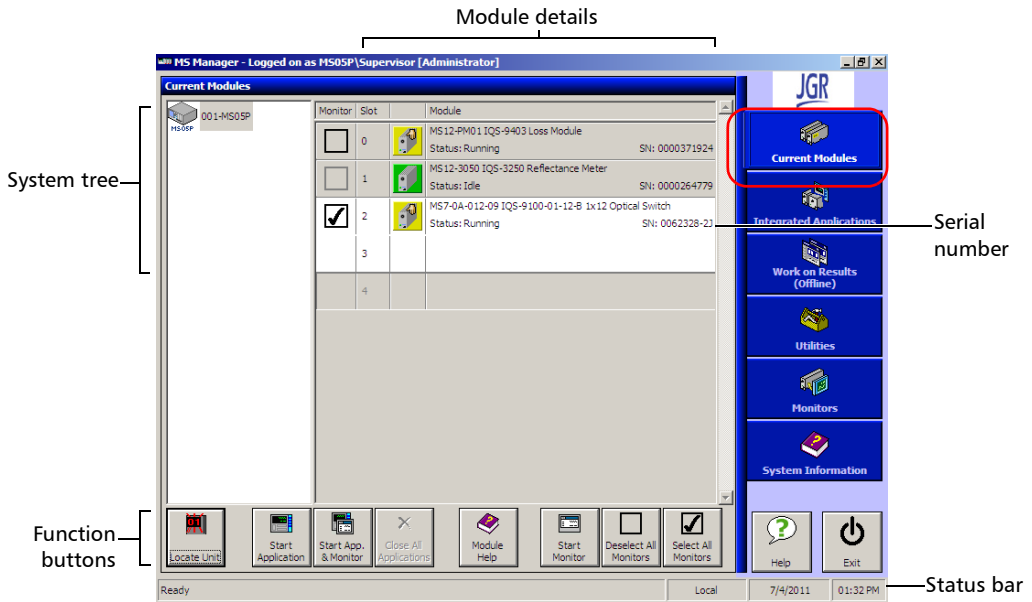 Module details
MS Manager - Logged on as MS05P\Supervisor [Administrator]
Current Modules
JGR
System tree
MS05P
001-MS05P
Monitor Slot Module
0 MS12-PM01 IQS-9403 Loss Module
Status: Running SN: 0000371924
1 MS12-3050 IQS-3250 Reflectance Meter
Status: Idle SN: 0000264779
2 MS7-0A-012-09 IQS-9100-01-12-B 1x12 Optical Switch
Status: Running SN: 0062328-2J
3
4
Current Modules
Integrated Applications
Work on Results
(Offline)
Utilities
Monitors
System Information
Serial
number
Function
buttons
01
Locate Unit
Start
Application
Start App.
& Monitor
Close All
Applications
Module
Help
Start
Monitor
Deselect All
Monitors
Select All
Monitors
Help
Exit
Ready Local 7/4/2011 01:32 PM
Status bar